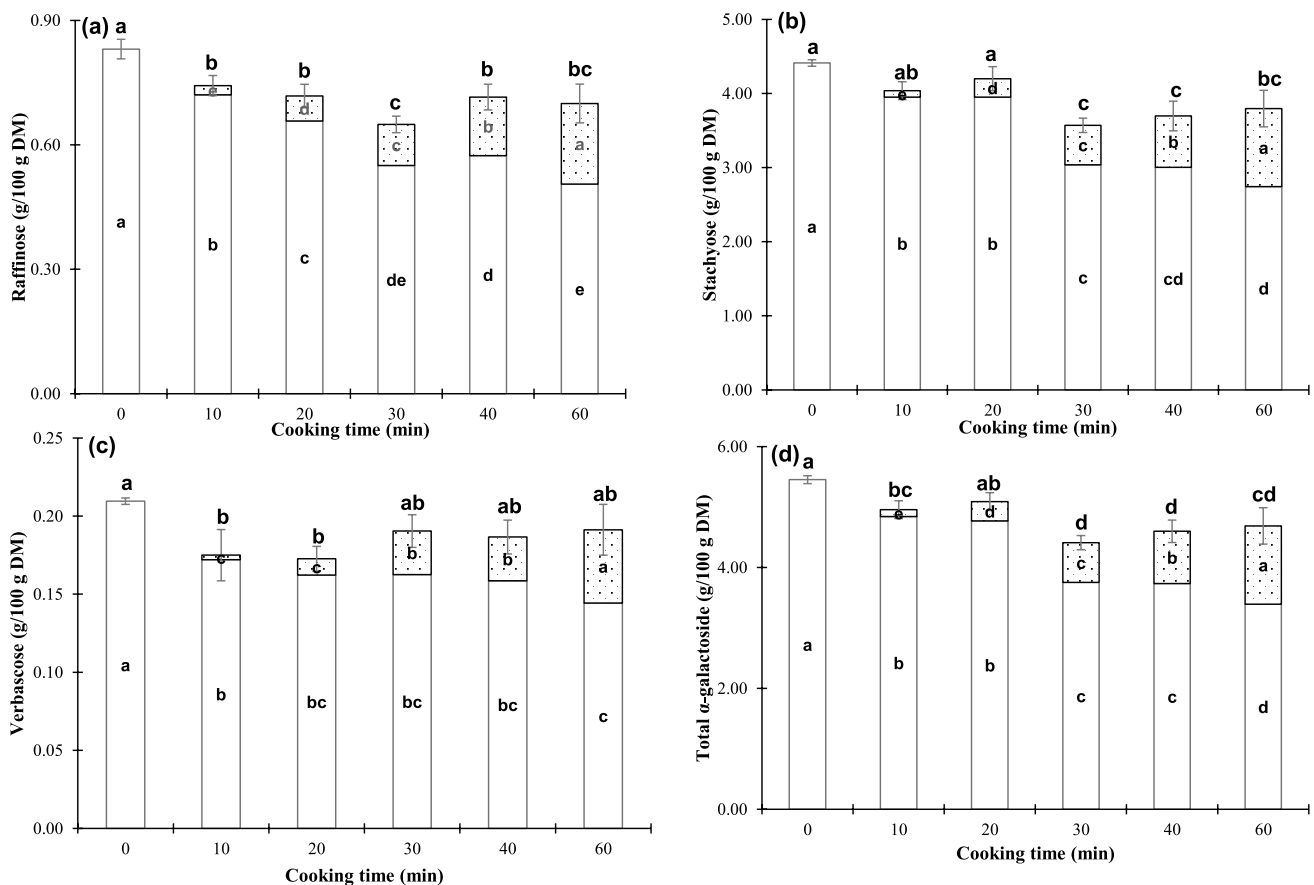 (a)
Raffinose (g/100 g DM)
0.90
0.60
0.30
0.00
a b b c b bc
e d c b a
a b c de d e
0 10 20 30 40 60
Cooking time (min)
(b)
Stachyose (g/100 g DM)
5.00
4.00
3.00
2.00
1.00
0.00
a ab a c c bc
e d c b a
a b b c cd d
0 10 20 30 40 60
Cooking time (min)
(c)
Verbascose (g/100 g DM)
0.25
0.20
0.15
0.10
0.05
0.00
a b b ab ab ab
c c b b a
a b bc bc bc c
0 10 20 30 40 60
Cooking time (min)
(d)
Total α-galactoside (g/100 g DM)
6.00
4.00
2.00
0.00
a bc ab d d cd
e d c b a
a b b c c d
0 10 20 30 40 60
Cooking time (min)